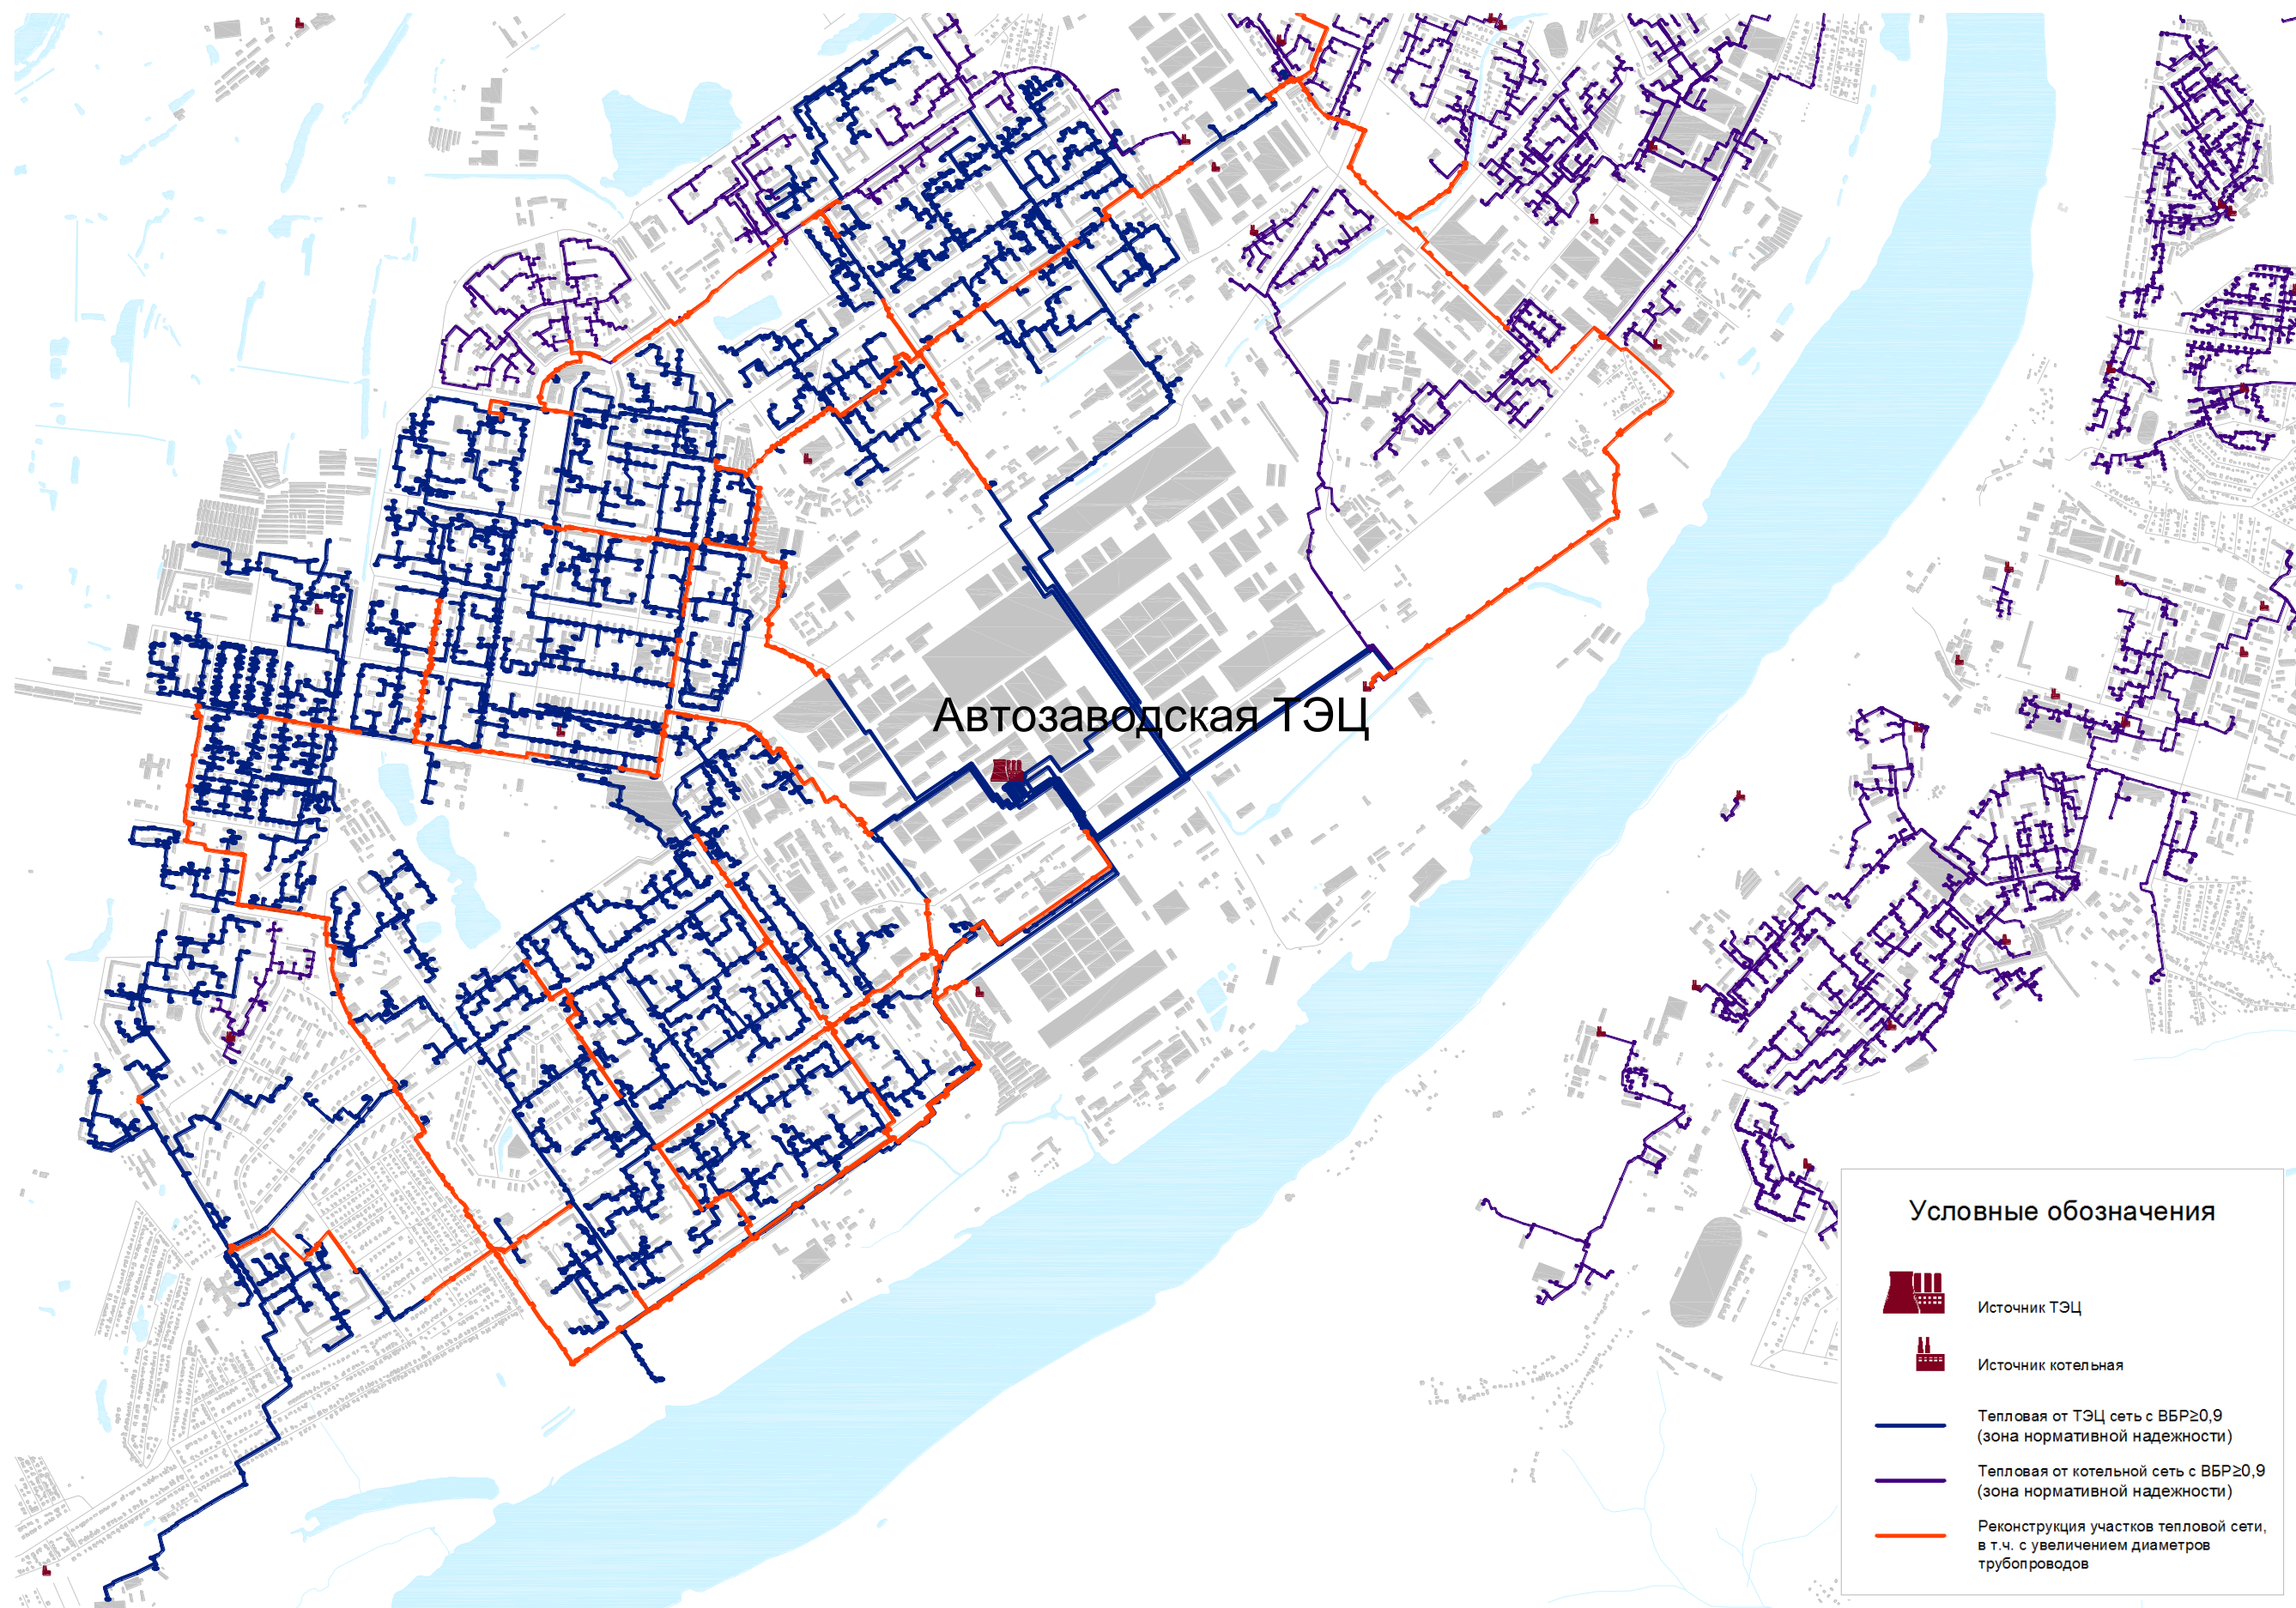 Автозаводская ТЭЦ
Условные обозначения
Источник ТЭЦ
Источник котельная
Тепловая от ТЭЦ сеть с ВБР≥0,9
(зона нормативной надежности)
Тепловая от котельной сеть с ВБР≥0,9
(зона нормативной надежности)
Реконструкция участков тепловой сети,
в т.ч. с увеличением диаметров
трубопроводов